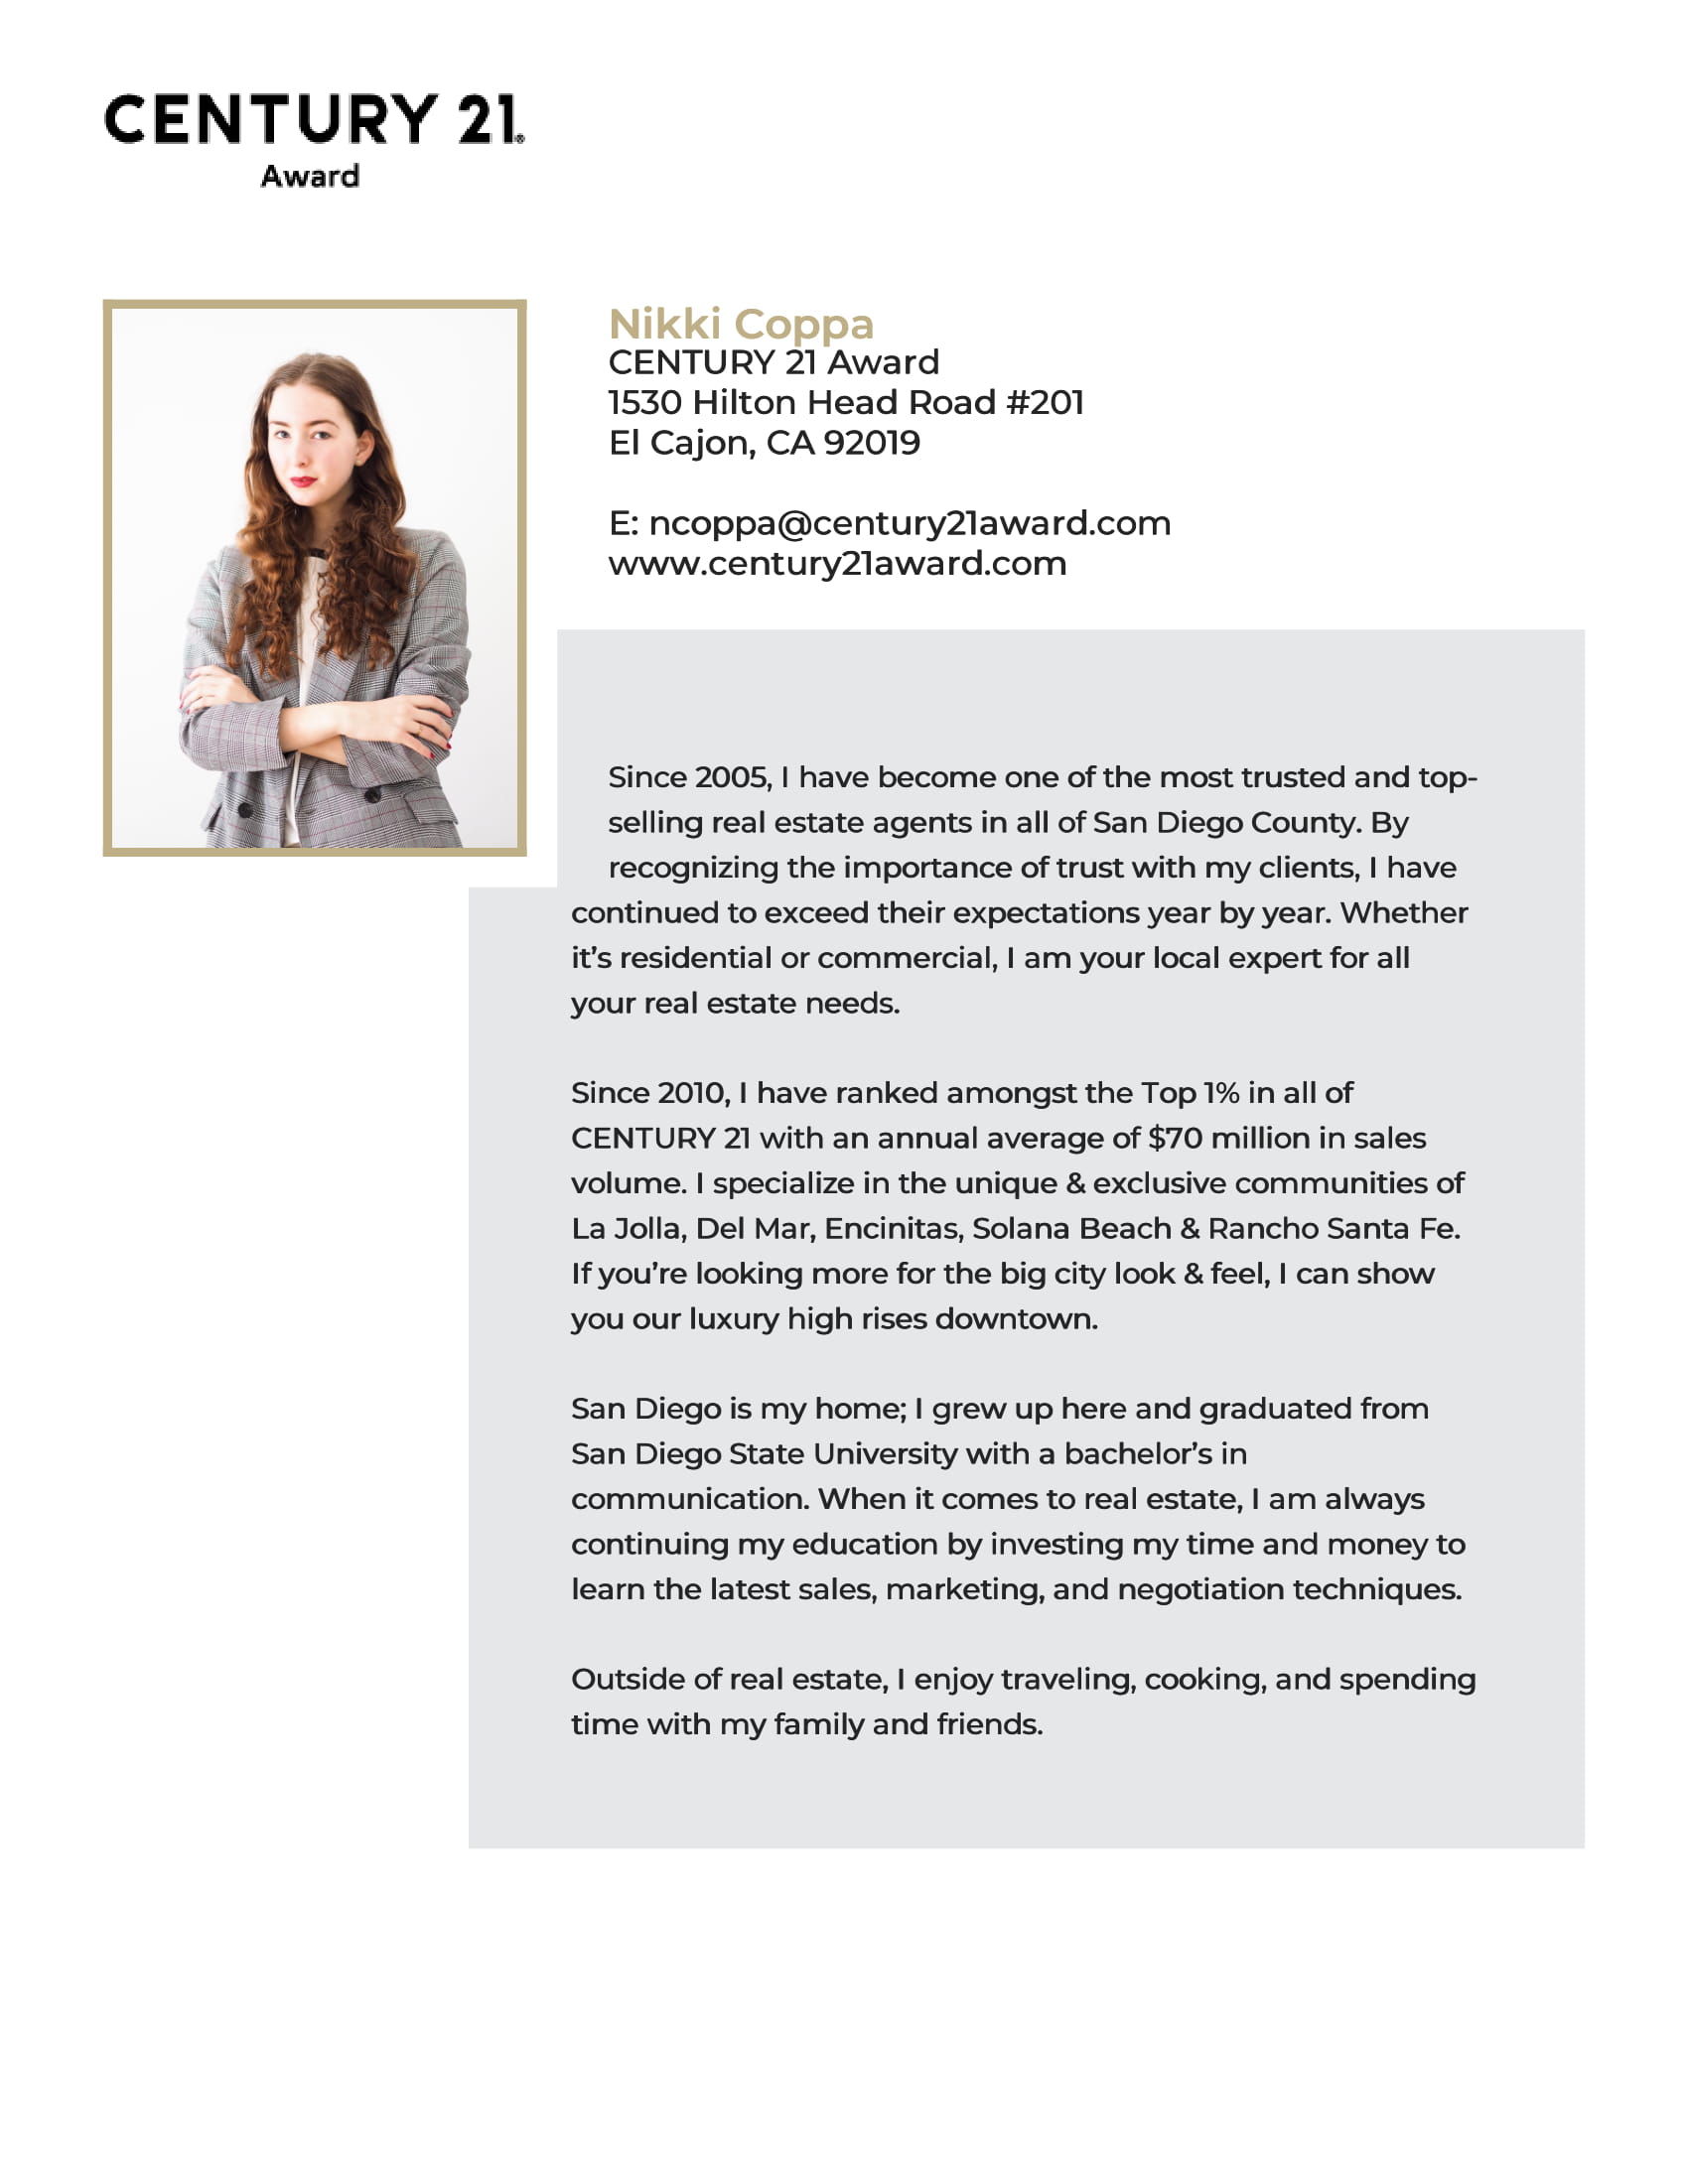 CENTURY 21®
Award
Nikki Coppa
CENTURY 21 Award
1530 Hilton Head Road #201
El Cajon, CA 92019
E: ncoppa@century21award.com
www.century21award.com
Since 2005, I have become one of the most trusted and top-
selling real estate agents in all of San Diego County. By
recognizing the importance of trust with my clients, I have
continued to exceed their expectations year by year. Whether
it’s residential or commercial, I am your local expert for all
your real estate needs.
Since 2010, I have ranked amongst the Top 1% in all of
CENTURY 21 with an annual average of $70 million in sales
volume. I specialize in the unique & exclusive communities of
La Jolla, Del Mar, Encinitas, Solana Beach & Rancho Santa Fe.
If you’re looking more for the big city look & feel, I can show
you our luxury high rises downtown.
San Diego is my home; I grew up here and graduated from
San Diego State University with a bachelor’s in
communication. When it comes to real estate, I am always
continuing my education by investing my time and money to
learn the latest sales, marketing, and negotiation techniques.
Outside of real estate, I enjoy traveling, cooking, and spending
time with my family and friends.